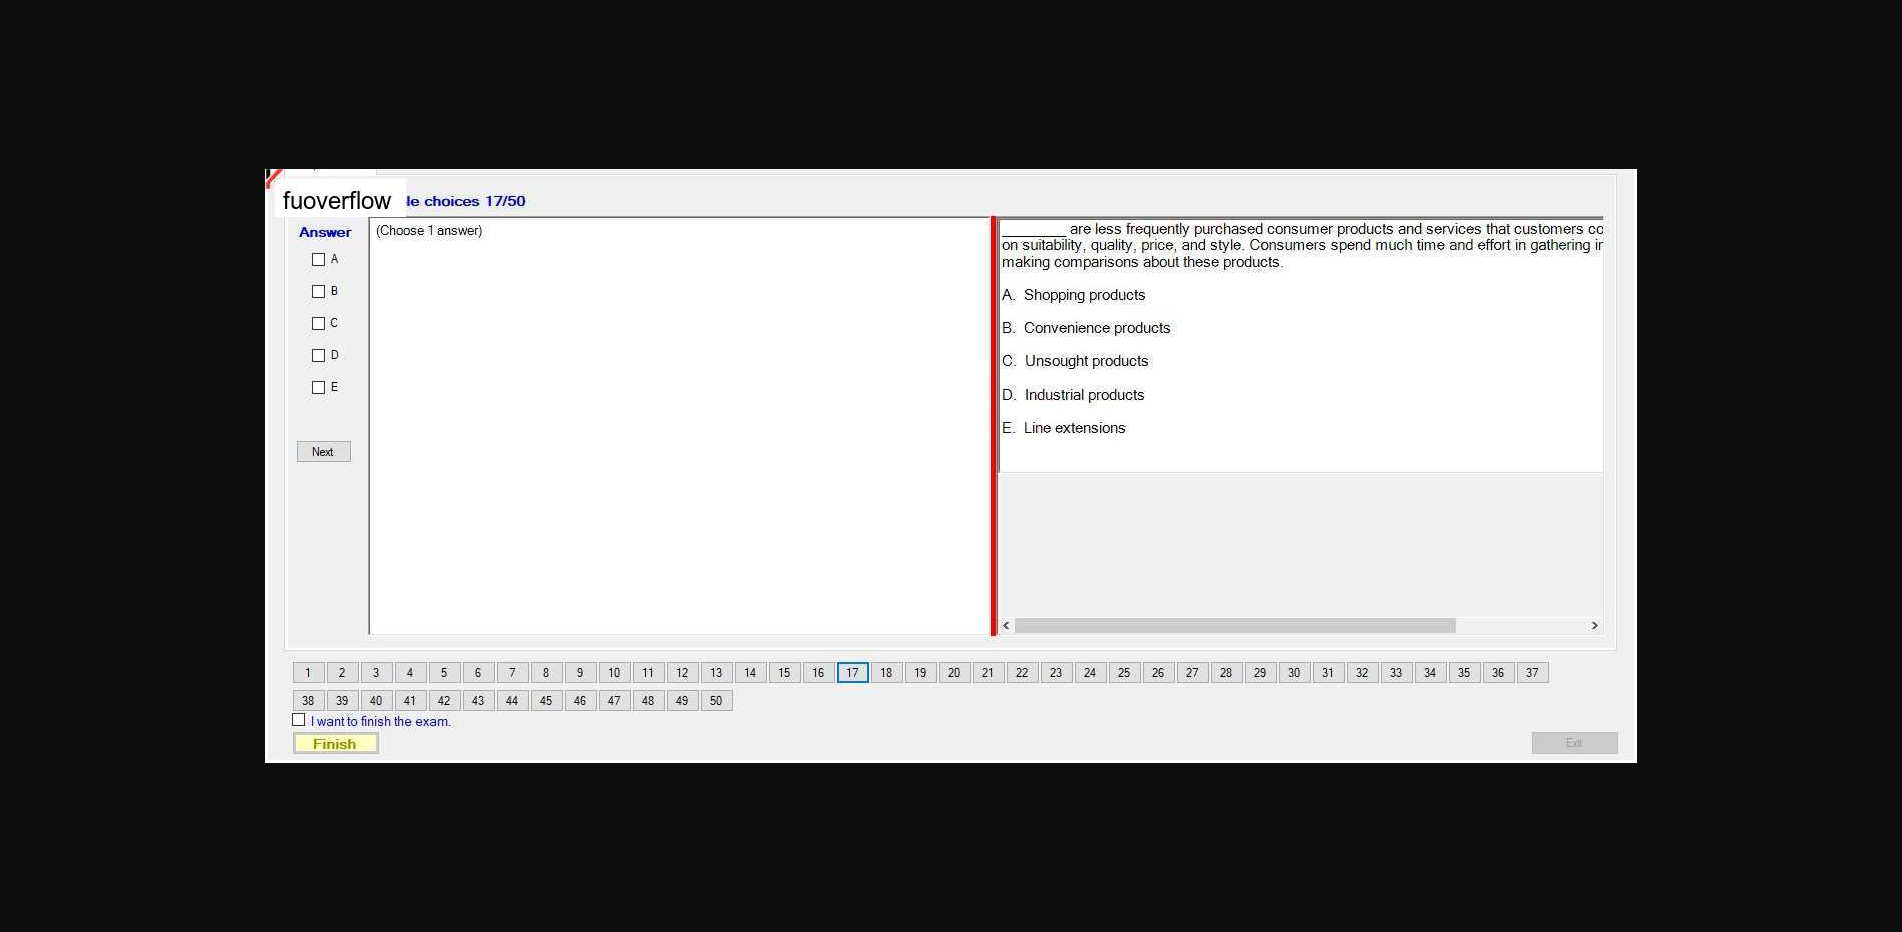 fuoverflow
le choices 17/50
Answer
(Choose 1 answer)
A
B
C
D
E
Next
________ are less frequently purchased consumer products and services that customers co
on suitability, quality, price, and style. Consumers spend much time and effort in gathering in
making comparisons about these products.
A. Shopping products
B. Convenience products
C. Unsought products
D. Industrial products
E. Line extensions
1 2 3 4 5 6 7 8 9 10 11 12 13 14 15 16 17 18 19 20 21 22 23 24 25 26 27 28 29 30 31 32 33 34 35 36 37
38 39 40 41 42 43 44 45 46 47 48 49 50
I want to finish the exam.
Finish
Exit